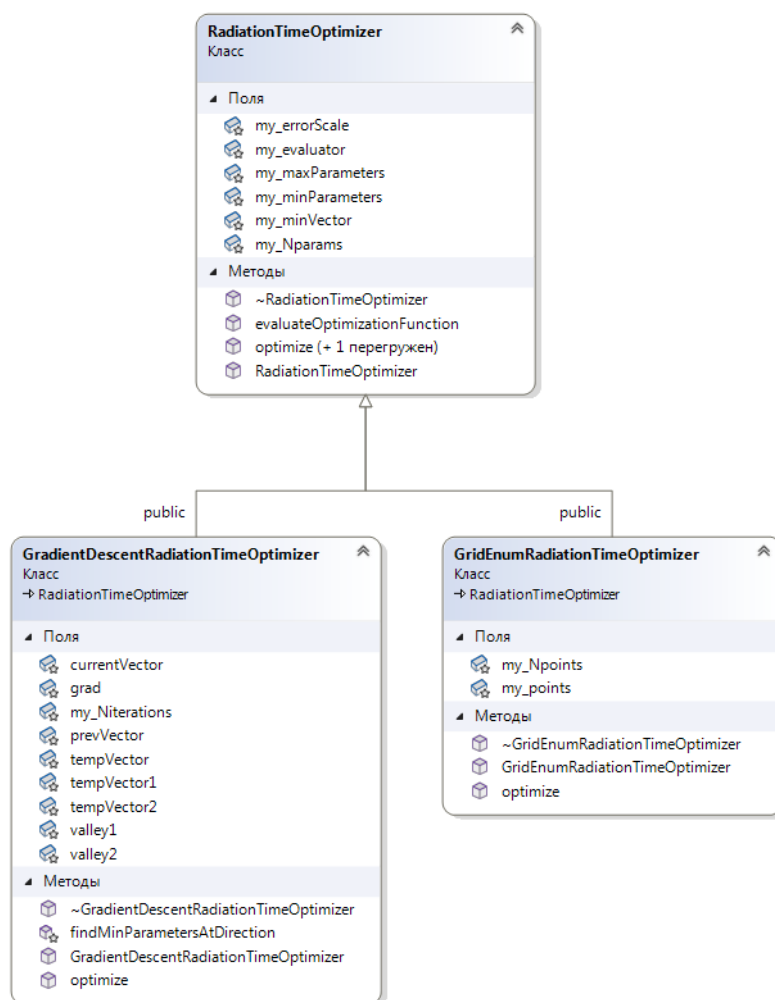 RadiationTimeOptimizer
Класс
Поля
my_errorScale
my_evaluator
my_maxParameters
my_minParameters
my_minVector
my_Nparams
Методы
~RadiationTimeOptimizer
evaluateOptimizationFunction
optimize (+ 1 перегружен)
RadiationTimeOptimizer
public
public
GradientDescentRadiationTimeOptimizer
Класс
RadiationTimeOptimizer
Поля
currentVector
grad
my_Niterations
prevVector
tempVector
tempVector1
tempVector2
valley1
valley2
Методы
~GradientDescentRadiationTimeOptimizer
findMinParametersAtDirection
GradientDescentRadiationTimeOptimizer
optimize
GridEnumRadiationTimeOptimizer
Класс
RadiationTimeOptimizer
Поля
my_Npoints
my_points
Методы
~GridEnumRadiationTimeOptimizer
GridEnumRadiationTimeOptimizer
optimize